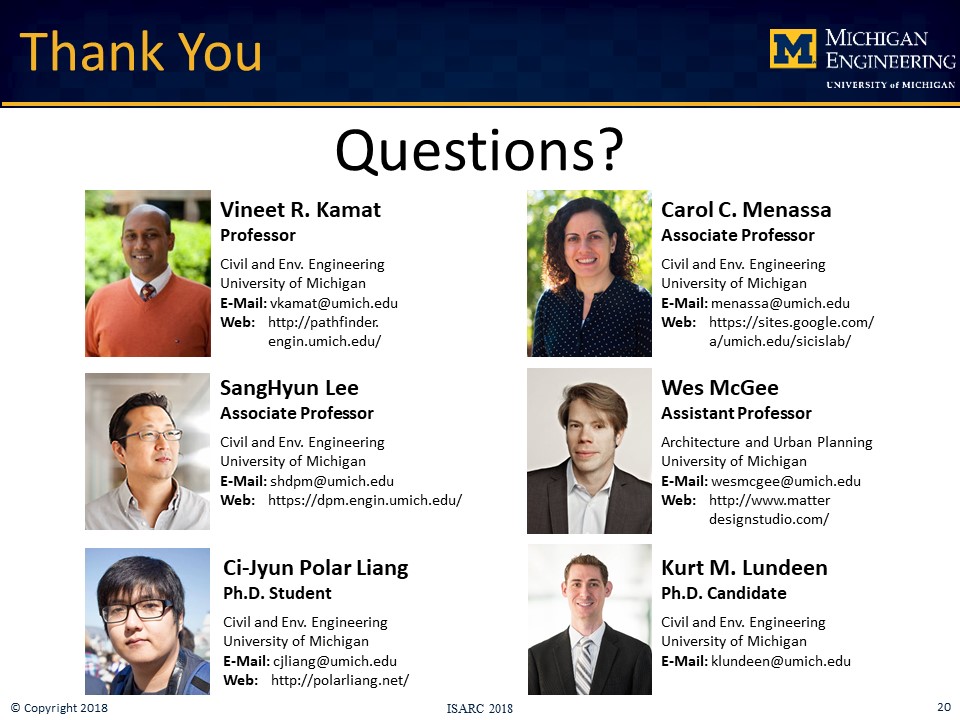 Thank You
M MICHIGAN
ENGINEERING
UNIVERSITY of MICHIGAN
Questions?
Vineet R. Kamat
Professor
Civil and Env. Engineering
University of Michigan
E-Mail: vkamat@umich.edu
Web: http://pathfinder.
engin.umich.edu/
Carol C. Menassa
Associate Professor
Civil and Env. Engineering
University of Michigan
E-Mail: menassa@umich.edu
Web: https://sites.google.com/
a/umich.edu/sicislab/
SangHyun Lee
Associate Professor
Civil and Env. Engineering
University of Michigan
E-Mail: shdpm@umich.edu
Web: https://dpm.engin.umich.edu/
Wes McGee
Assistant Professor
Architecture and Urban Planning
University of Michigan
E-Mail: wesmcgee@umich.edu
Web: http://www.matter
designstudio.com/
Ci-Jyun Polar Liang
Ph.D. Student
Civil and Env. Engineering
University of Michigan
E-Mail: cjliang@umich.edu
Web: http://polarliang.net/
Kurt M. Lundeen
Ph.D. Candidate
Civil and Env. Engineering
University of Michigan
E-Mail: klundeen@umich.edu
© Copyright 2018
ISARC 2018
20